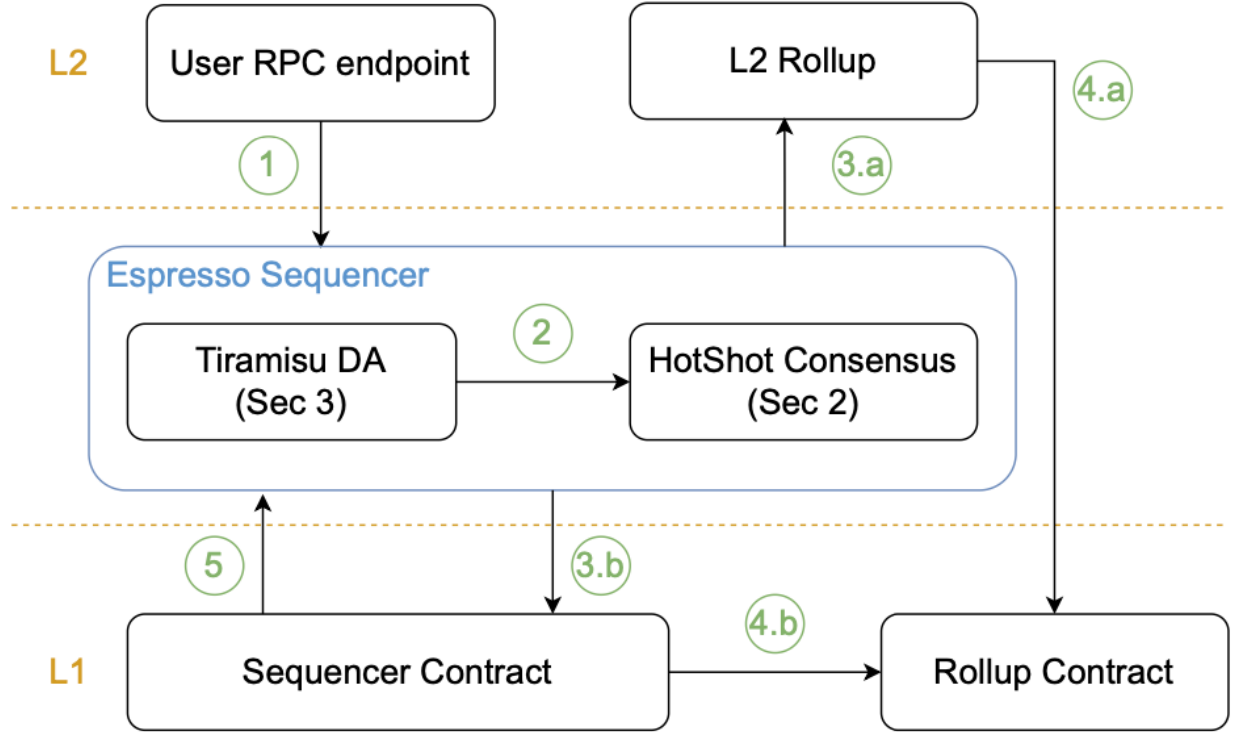 L2
User RPC endpoint
L2 Rollup
4.a
1
3.a
Espresso Sequencer
2
Tiramisu DA
(Sec 3)
HotShot Consensus
(Sec 2)
5
3.b
4.b
L1
Sequencer Contract
Rollup Contract